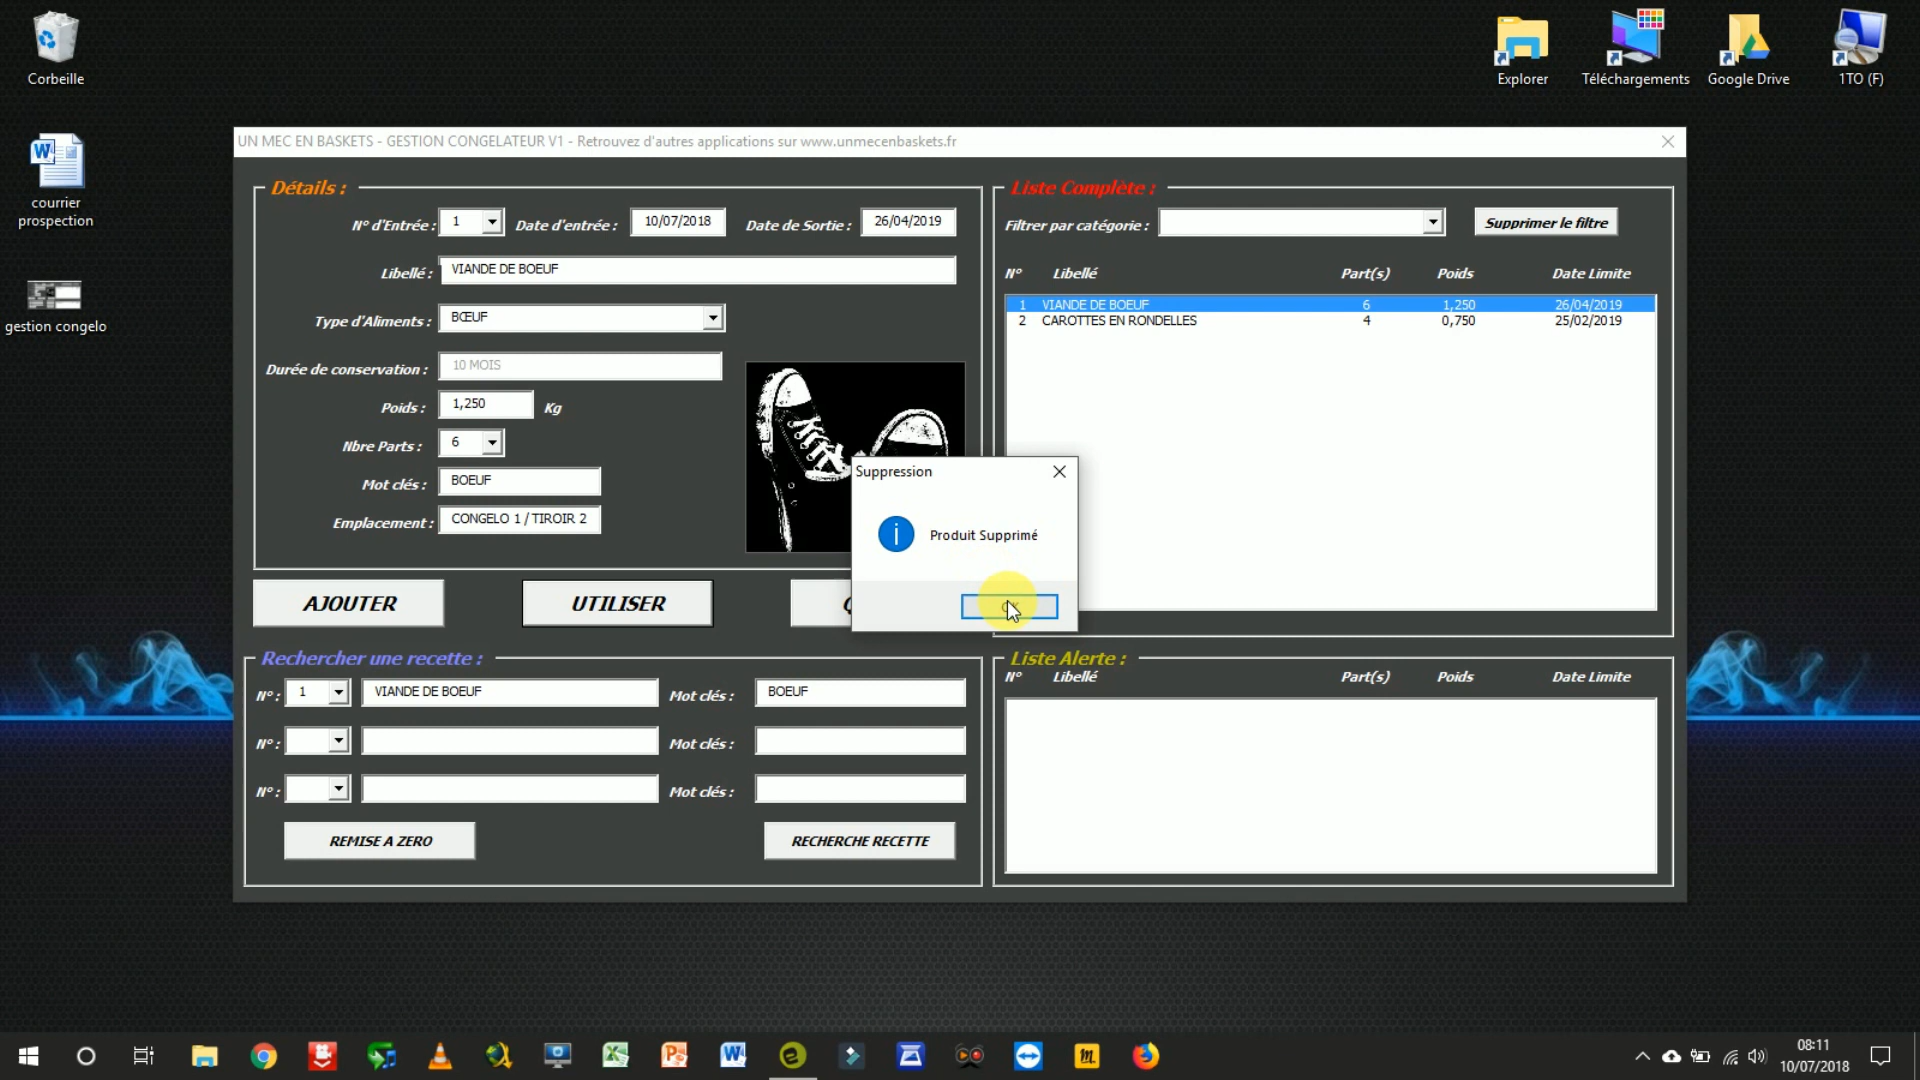 Corbeille
courrier
prospection
gestion congelo
Explorer
Téléchargements
Google Drive
1TO (F)
UN MEC EN BASKETS - GESTION CONGELATEUR V1 - Retrouvez d'autres applications sur www.unmecenbaskets.fr
Détails :
N° d'Entrée : 1 Date d'entrée : 10/07/2018 Date de Sortie : 26/04/2019
Libellé : VIANDE DE BOEUF
Type d'Aliments : BŒUF
Durée de conservation : 10 MOIS
Poids : 1,250 Kg
Nbre Parts : 6
Mot clés : BOEUF
Emplacement : CONGELO 1 / TIROIR 2
AJOUTER
UTILISER
Liste Complète :
Filtrer par catégorie : Supprimer le filtre
N° Libellé Part(s) Poids Date Limite
1 VIANDE DE BOEUF 6 1,250 26/04/2019
2 CAROTTES EN RONDELLES 4 0,750 25/02/2019
Suppression
Produit Supprimé
Rechercher une recette :
N° : 1 VIANDE DE BOEUF Mot clés : BOEUF
N° : Mot clés :
N° : Mot clés :
REMISE A ZERO
RECHERCHE RECETTE
Liste Alerte :
N° Libellé Part(s) Poids Date Limite
08:11
10/07/2018